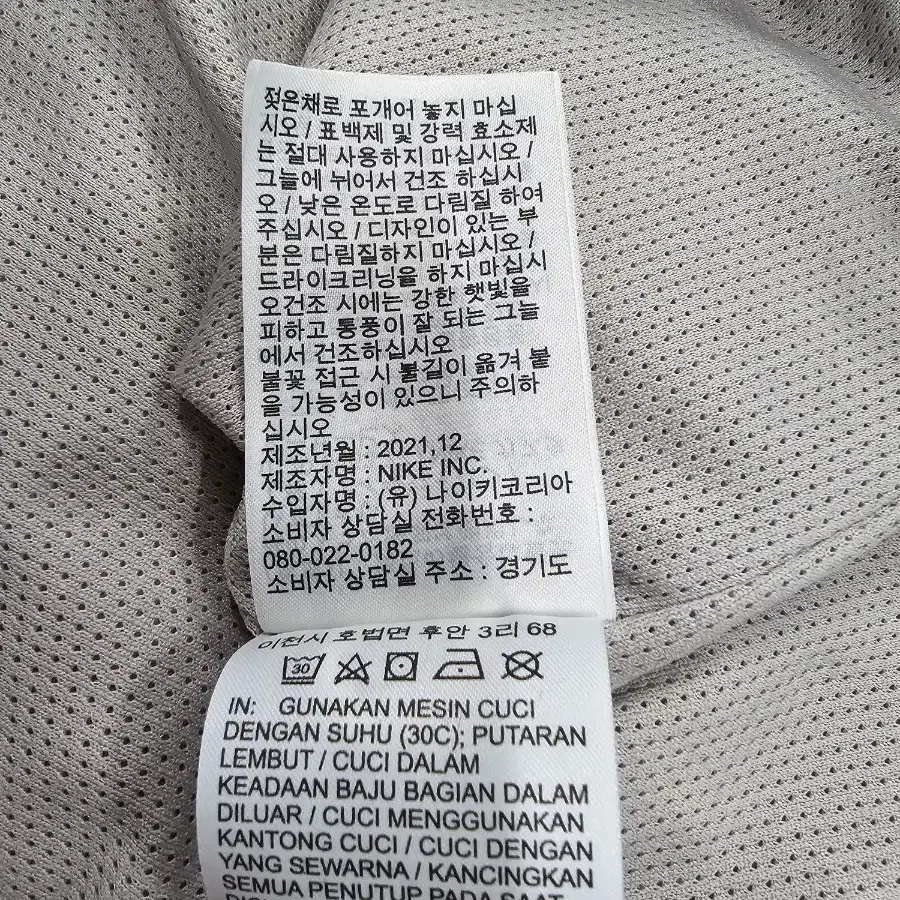 젖은채로 포개어 놓지 마십
시오 / 표백제 및 강력 효소제
는 절대 사용하지 마십시오 /
그늘에 뉘어서 건조 하십시
오 / 낮은 온도로 다림질 하여
주십시오 / 디자인이 있는 부
분은 다림질하지 마십시오 /
드라이크리닝을 하지 마십시
오건조 시에는 강한 햇빛을
피하고 통풍이 잘 되는 그늘
에서 건조하십시오
불꽃 접근 시 불길이 옮겨 붙
을 가능성이 있으니 주의하
십시오
제조년월 : 2021,12
제조자명 : NIKE INC.
수입자명 : (유) 나이키코리아
소비자 상담실 전화번호 :
080-022-0182
소비자 상담실 주소 : 경기도
이천시 호법면 후안 3리 68
30
IN: GUNAKAN MESIN CUCI
DENGAN SUHU (30C); PUTARAN
LEMBUT / CUCI DALAM
KEADAAN BAJU BAGIAN DALAM
DILUAR / CUCI MENGGUNAKAN
KANTONG CUCI / CUCI DENGAN
YANG SEWARNA / KANCINGKAN
SEMUA PENUTUP PADA SAAT